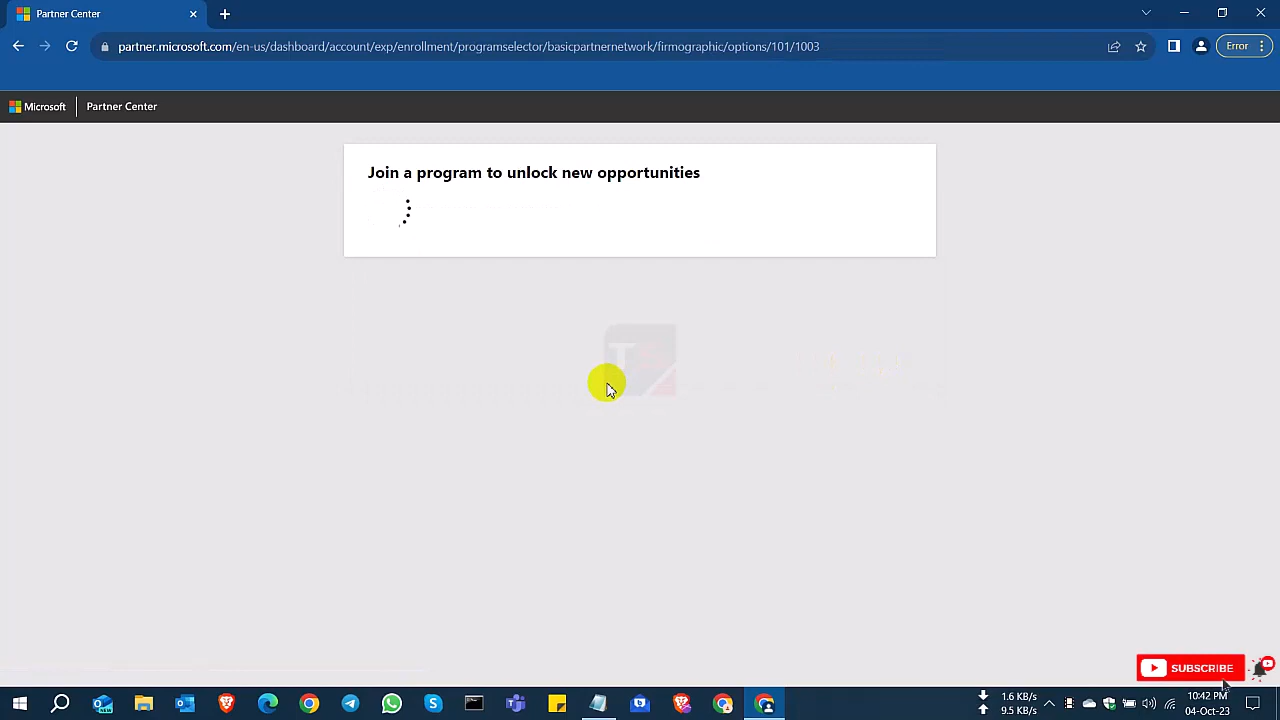 Partner Center
partner.microsoft.com/en-us/dashboard/account/exp/enrollment/programselector/basicpartnernetwork/firmographic/options/101/1003
Error
Microsoft
Partner Center
Join a program to unlock new opportunities
SUBSCRIBE
1.6 KB/s
9.5 KB/s
10:42 PM
04-Oct-23